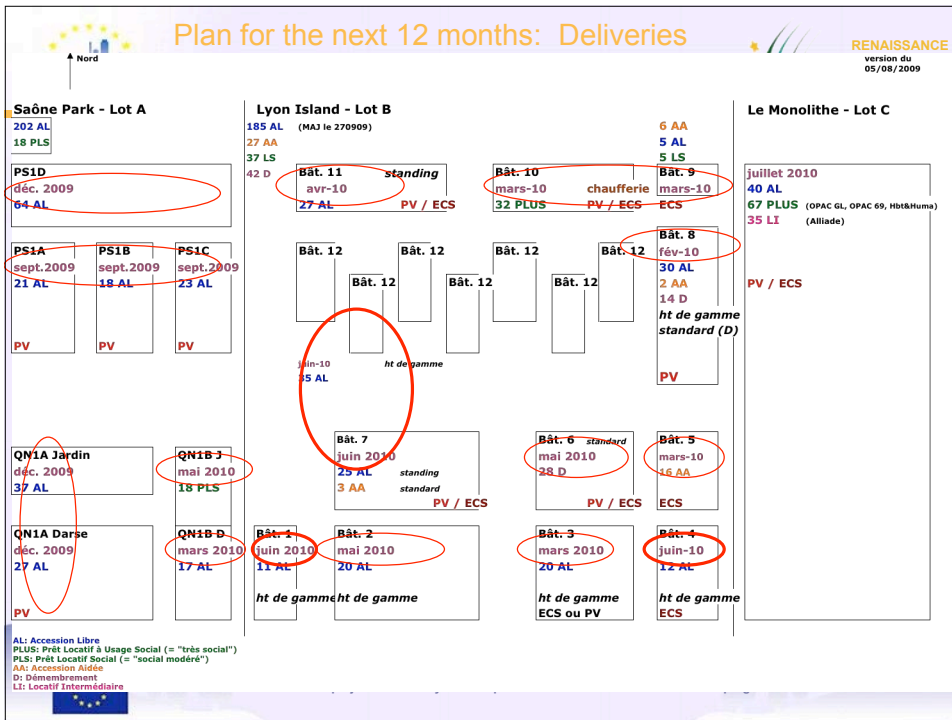 Plan for the next 12 months: Deliveries
RENAISSANCE
Nord
version du
05/08/2009
Saône Park - Lot A
202 AL
18 PLS
PS1D
déc. 2009
64 AL
PS1A
sept.2009
21 AL
PV
PS1B
sept.2009
18 AL
PV
PS1C
sept.2009
23 AL
PV
QN1A Jardin
déc. 2009
37 AL
QN1B J
mai 2010
18 PLS
QN1A Darse
déc. 2009
27 AL
PV
QN1B D
mars 2010
17 AL
Lyon Island - Lot B
185 AL (MAJ le 270909)
27 AA
37 LS
42 D
6 AA
5 AL
5 LS
Bât. 11 standing
avr-10
27 AL PV / ECS
Bât. 10
mars-10 chaufferie
32 PLUS PV / ECS
Bât. 9
mars-10
ECS
Bât. 12
Bât. 12
Bât. 12
Bât. 12
Bât. 12
Bât. 12
Bât. 12
juin-10 ht de gamme
35 AL
Bât. 8
fév-10
30 AL
2 AA
14 D
ht de gamme
standard (D)
PV
Bât. 7
juin 2010
25 AL standing
3 AA standard
PV / ECS
Bât. 6 standard
mai 2010
28 D
PV / ECS
Bât. 5
mars-10
16 AA
ECS
Bât. 1
juin 2010
11 AL
ht de gamme
Bât. 2
mai 2010
20 AL
ht de gamme
Bât. 3
mars 2010
20 AL
ht de gamme
ECS ou PV
Bât. 4
juin-10
12 AL
ht de gamme
ECS
Le Monolithe - Lot C
juillet 2010
40 AL
67 PLUS (OPAC GL, OPAC 69, Hbt&Huma)
35 LI (Alliade)
PV / ECS
AL: Accession Libre
PLUS: Prêt Locatif à Usage Social (= "très social")
PLS: Prêt Locatif Social (= "social modéré")
AA: Accession Aidée
D: Démembrement
LI: Locatif Intermédiaire